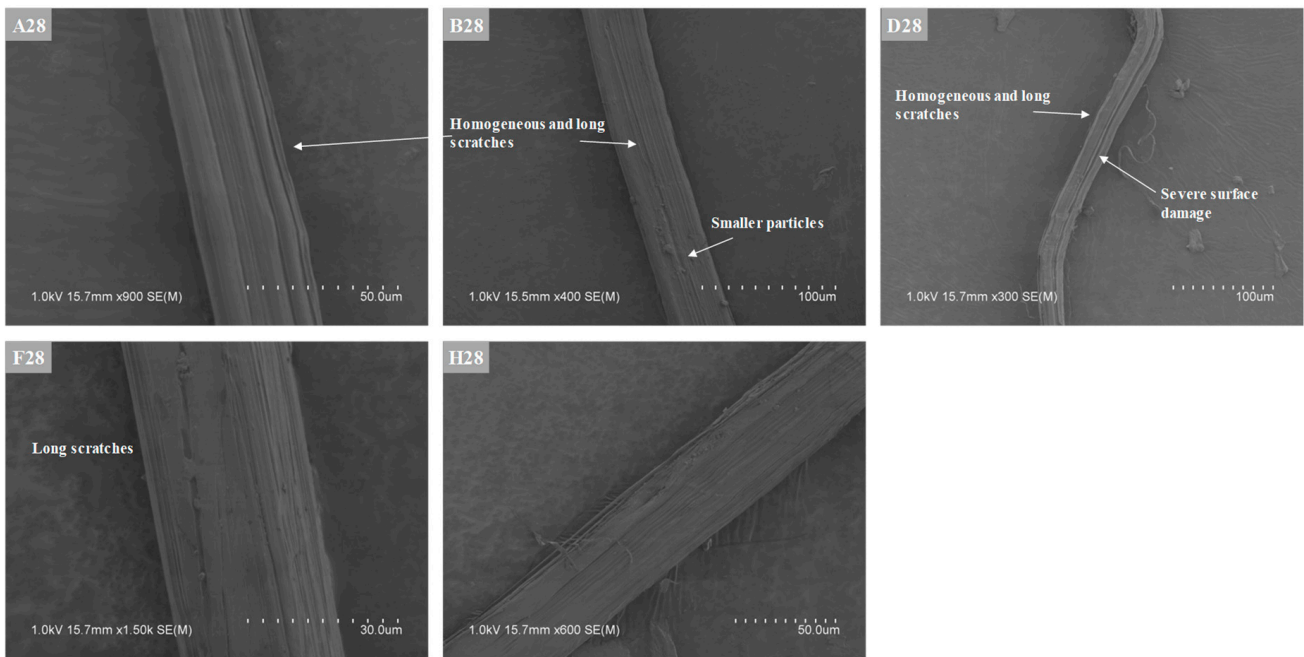 A28
Homogeneous and long
scratches
1.0kV 15.7mm x900 SE(M)
50.0um
B28
Smaller particles
1.0kV 15.5mm x400 SE(M)
100um
D28
Homogeneous and long
scratches
Severe surface
damage
1.0kV 15.7mm x300 SE(M)
100um
F28
Long scratches
1.0kV 15.7mm x1.50k SE(M)
30.0um
H28
1.0kV 15.7mm x600 SE(M)
50.0um